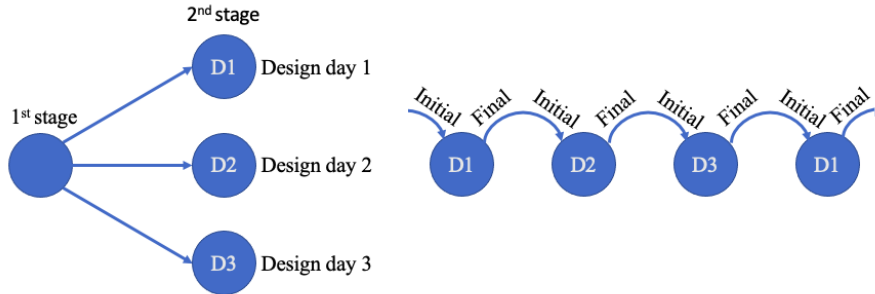 2nd stage
D1 Design day 1
1st stage
D2 Design day 2
D3 Design day 3
Initial Final Initial Final Initial Final Initial Final
D1 D2 D3 D1